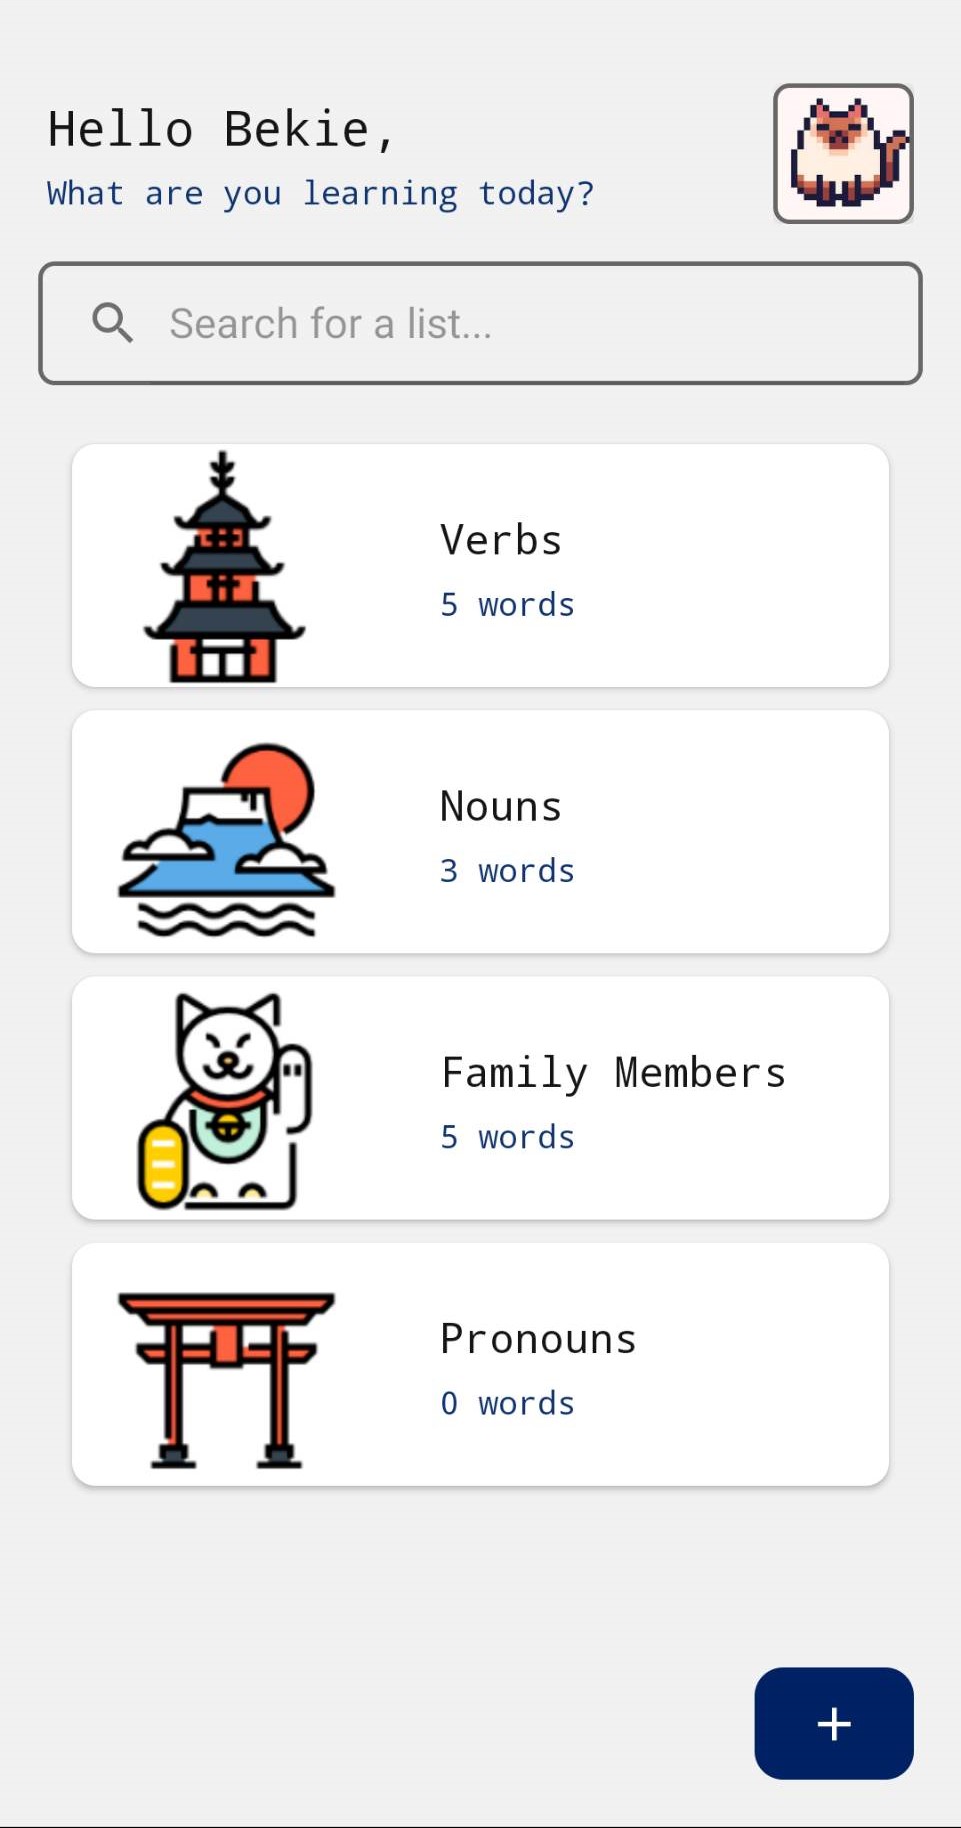 Hello Bekie,
What are you learning today?
Search for a list...
Verbs
5 words
Nouns
3 words
Family Members
5 words
Pronouns
0 words
+